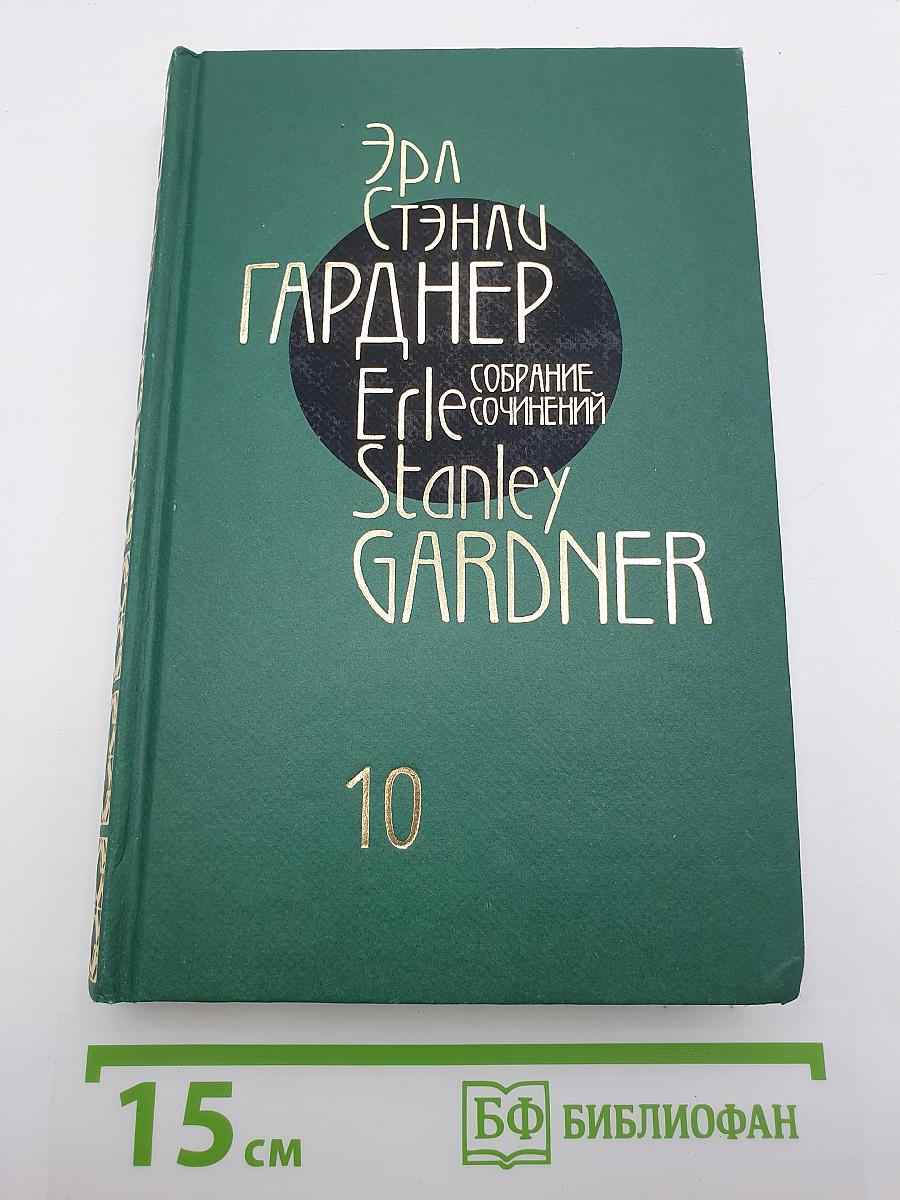 Эрл
Стэнли
ГАРДНЕР
Erle
СОБРАНИЕ
СОЧИНЕНИЙ
Stanley
GARDNER
10
15 см
БФ БИБЛИОФАН